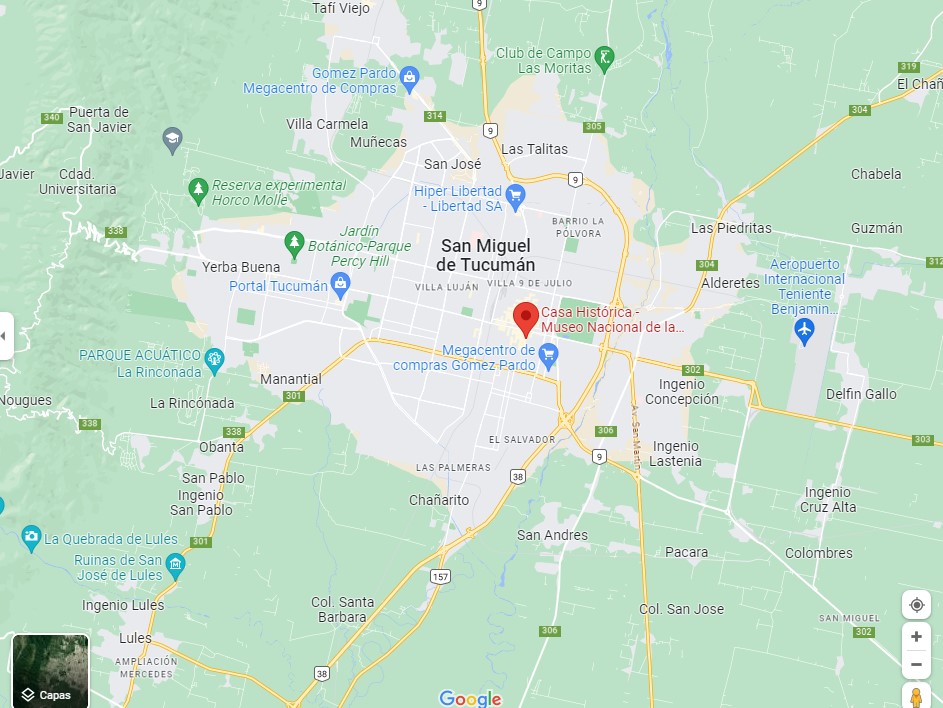 Tafí Viejo
9
Club de Campo
Las Moritas
319
Gomez Pardo
Megacentro de Compras
El Chañ
304
Puerta de
San Javier
340
314
Villa Carmela
9
305
Muñecas
Las Talitas
San José
Javier
Cdad.
Universitaria
Chabela
9
Reserva experimental
Horco Molle
Hiper Libertad
- Libertad SA
BARRIO LA
PÓLVORA
Las Piedritas
Guzmán
338
Jardín
Botánico-Parque
Percy Hill
San Miguel
de Tucumán
312
Yerba Buena
304
Aeropuerto
Internacional
Teniente
Benjamin...
Portal Tucumán
VILLA LUJÁN
VILLA 9 DE JULIO
Alderetes
Casa Histórica -
Museo Nacional de la...
PARQUE ACUÁTICO
La Rinconada
Megacentro de
compras Gómez Pardo
302
Manantial
Ingenio
Concepción
301
Delfin Gallo
Nougues
La Rincónada
338
338
Av. San Martín
306
303
Obanta
EL SALVADOR
Ingenio
Lastenia
9
LAS PALMERAS
38
San Pablo
Ingenio
San Pablo
Chañarito
Ingenio
Cruz Alta
La Quebrada de Lules
301
San Andres
Pacara
Colombres
Ruinas de San
José de Lules
157
Ingenio Lules
Col. Santa
Barbara
Col. San Jose
SAN MIGUEL
302
306
Lules
AMPLIACIÓN
MERCEDES
38
Capas
Google